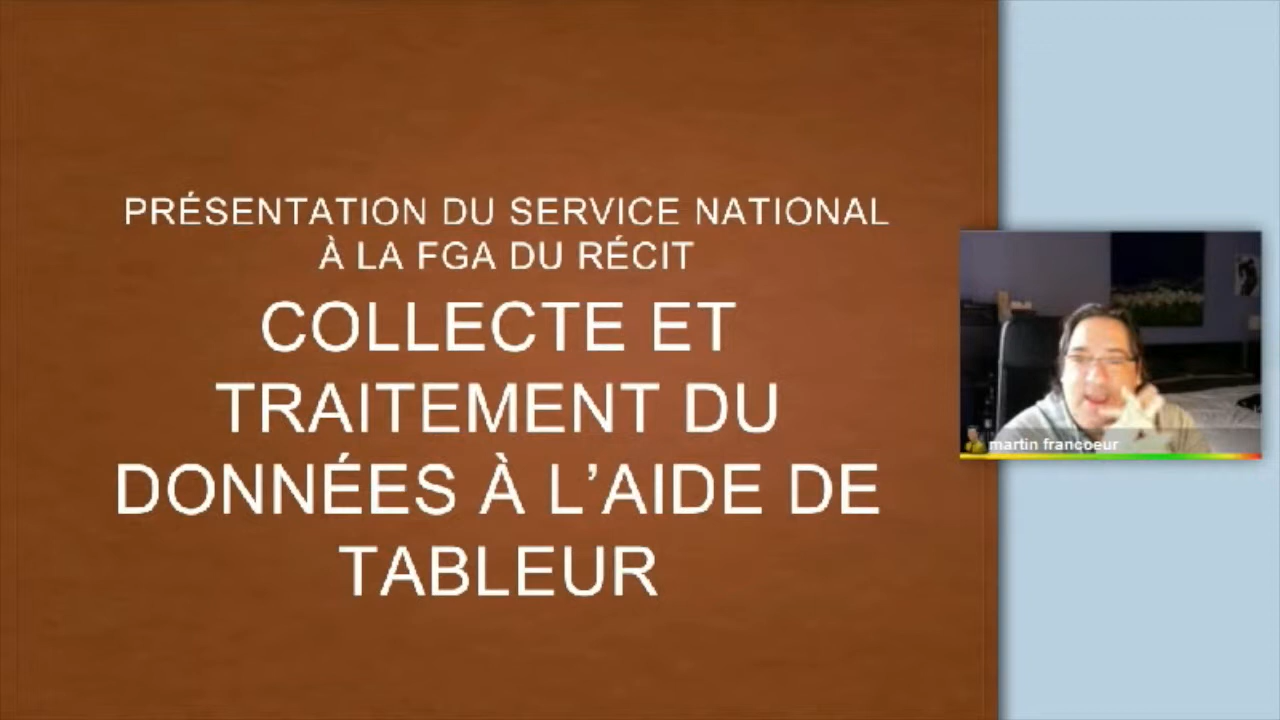 PRÉSENTATION DU SERVICE NATIONAL
À LA FGA DU RÉCIT
COLLECTE ET
TRAITEMENT DU
DONNÉES À L’AIDE DE
TABLEUR
martin francoeur